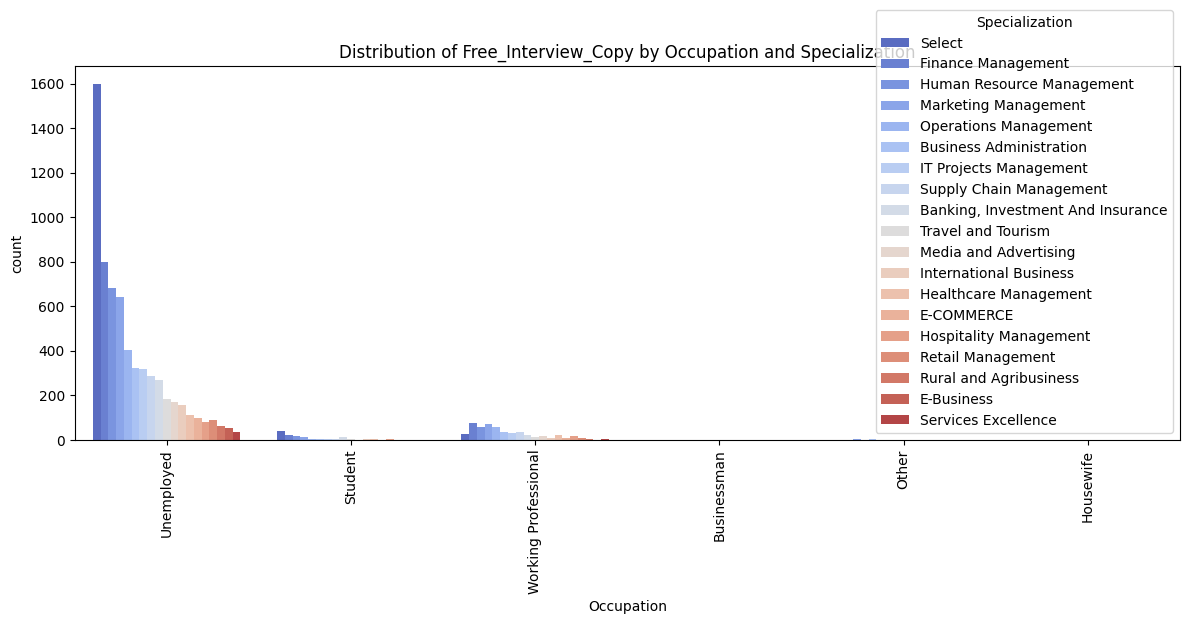 Specialization
Select
Finance Management
Human Resource Management
Marketing Management
Operations Management
Business Administration
IT Projects Management
Supply Chain Management
Banking, Investment And Insurance
Travel and Tourism
Media and Advertising
International Business
Healthcare Management
E-COMMERCE
Hospitality Management
Retail Management
Rural and Agribusiness
E-Business
Services Excellence
Distribution of Free_Interview_Copy by Occupation and Specialization
count
1600
1400
1200
1000
800
600
400
200
0
Unemployed
Student
Working Professional
Businessman
Other
Housewife
Occupation